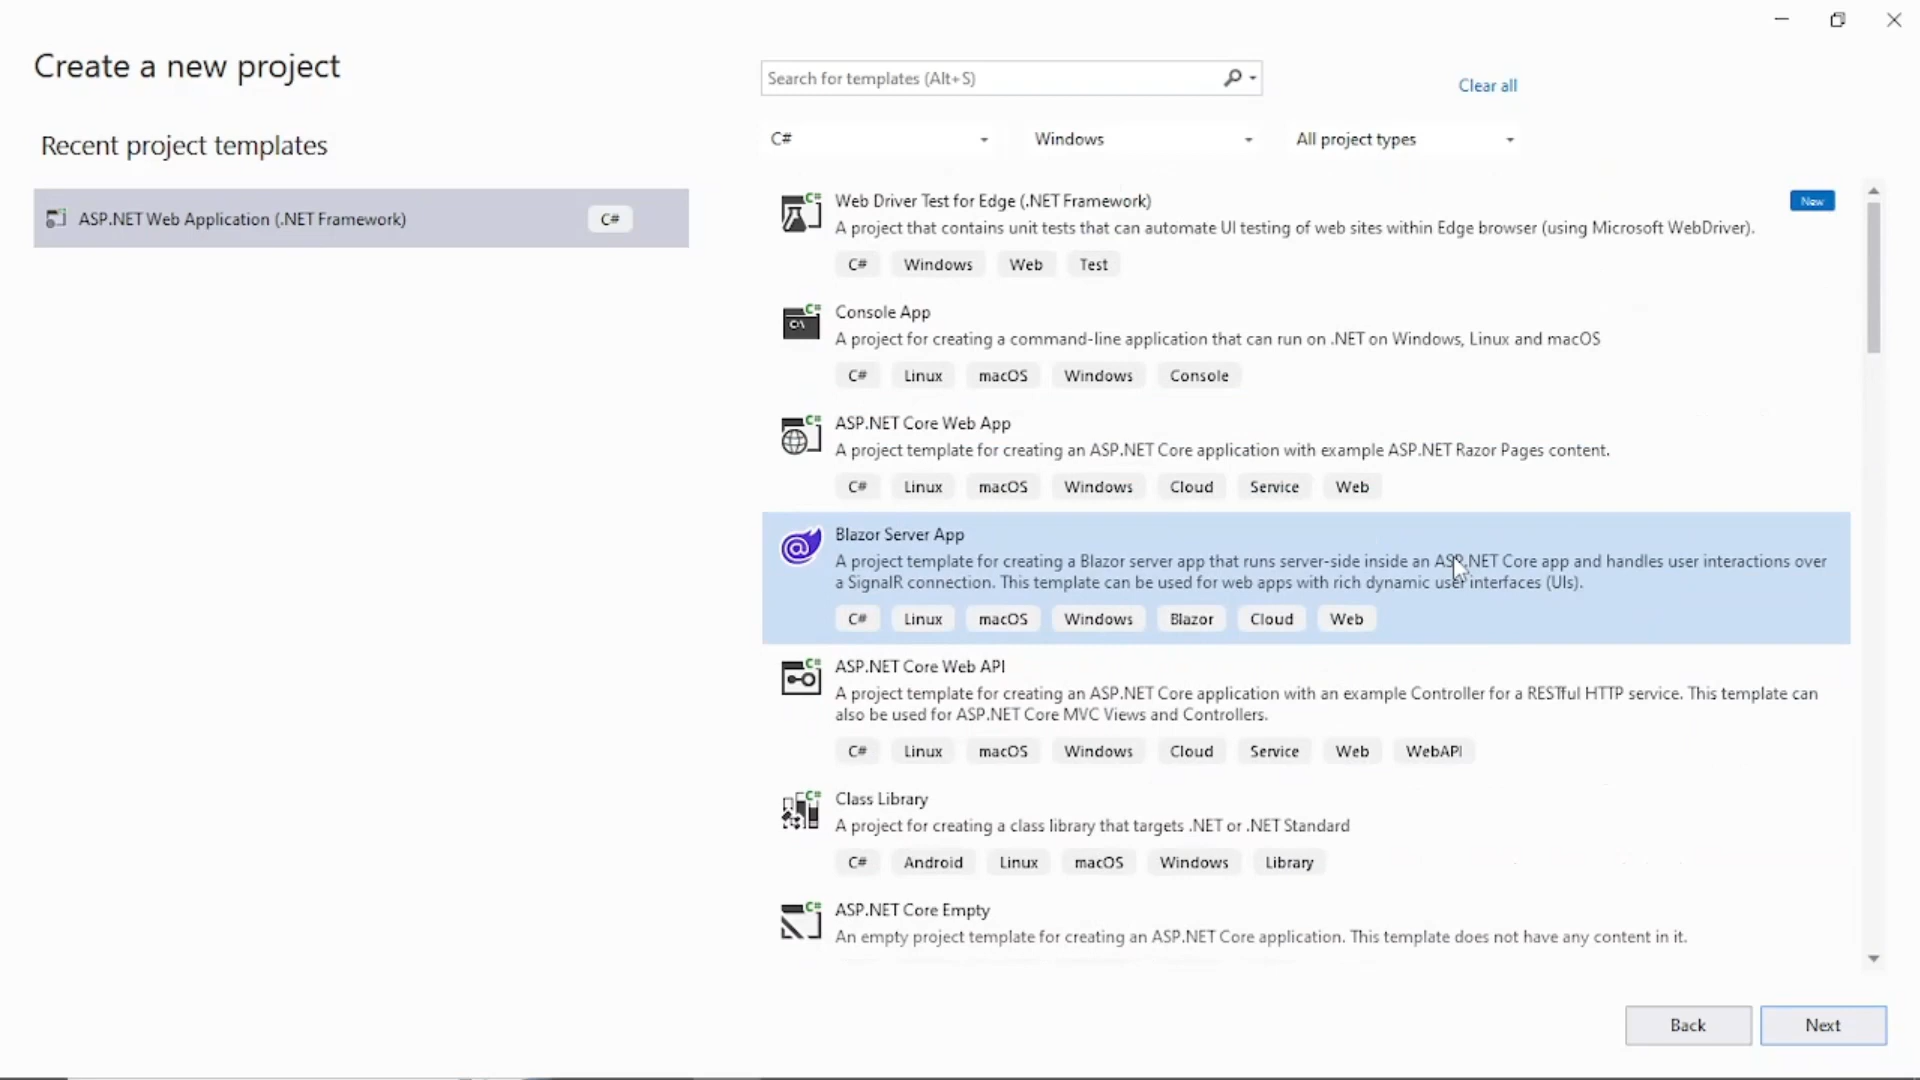 Create a new project
Recent project templates
ASP.NET Web Application (.NET Framework) C#
Search for templates (Alt+S)
Clear all
C# Windows All project types
Web Driver Test for Edge (.NET Framework) New
A project that contains unit tests that can automate UI testing of web sites within Edge browser (using Microsoft WebDriver).
C# Windows Web Test
Console App
A project for creating a command-line application that can run on .NET on Windows, Linux and macOS
C# Linux macOS Windows Console
ASP.NET Core Web App
A project template for creating an ASP.NET Core application with example ASP.NET Razor Pages content.
C# Linux macOS Windows Cloud Service Web
Blazor Server App
A project template for creating a Blazor server app that runs server-side inside an ASP.NET Core app and handles user interactions over
a SignalR connection. This template can be used for web apps with rich dynamic user interfaces (UIs).
C# Linux macOS Windows Blazor Cloud Web
ASP.NET Core Web API
A project template for creating an ASP.NET Core application with an example Controller for a RESTful HTTP service. This template can
also be used for ASP.NET Core MVC Views and Controllers.
C# Linux macOS Windows Cloud Service Web WebAPI
Class Library
A project for creating a class library that targets .NET or .NET Standard
C# Android Linux macOS Windows Library
ASP.NET Core Empty
An empty project template for creating an ASP.NET Core application. This template does not have any content in it.
Back Next